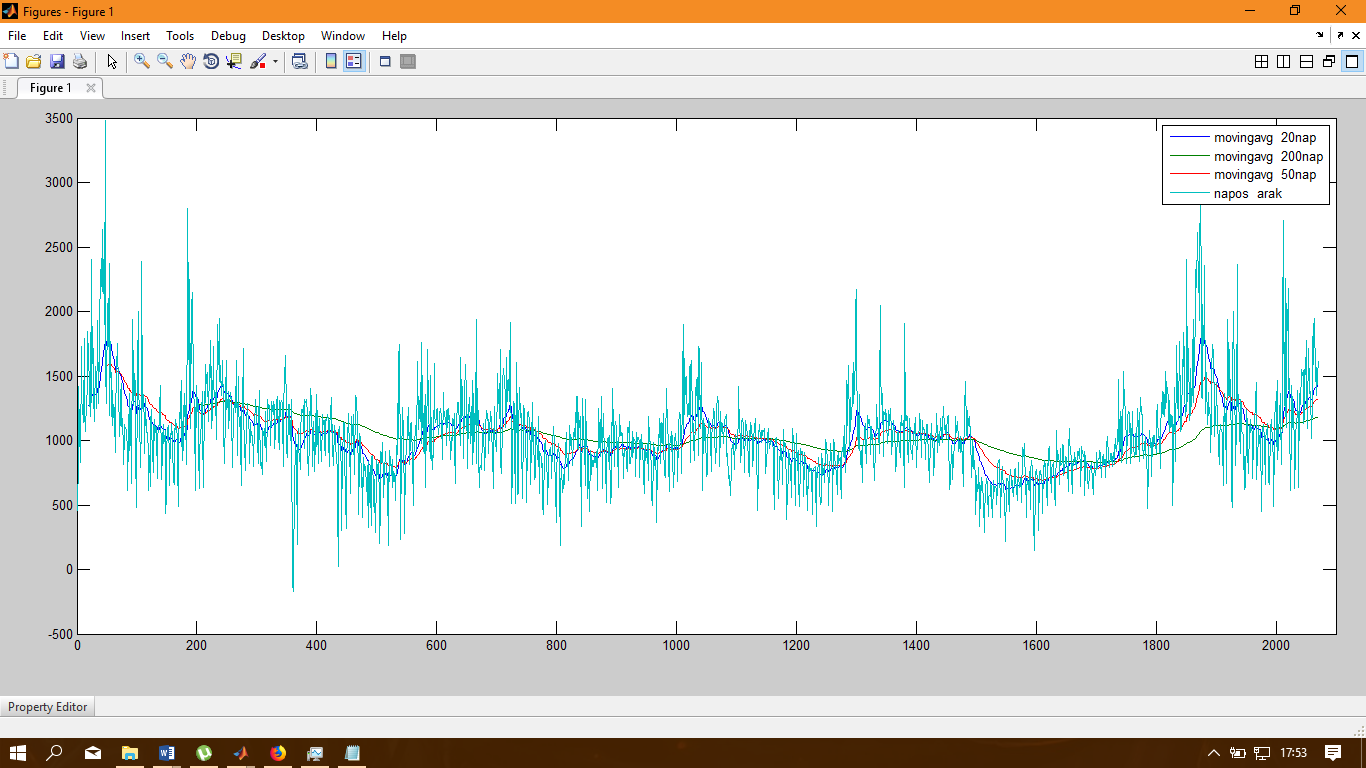 Figures - Figure 1
File Edit View Insert Tools Debug Desktop Window Help
Figure 1
3500
3000
2500
2000
1500
1000
500
0
-500
0 200 400 600 800 1000 1200 1400 1600 1800 2000
movingavg 20nap
movingavg 200nap
movingavg 50nap
napos arak
Property Editor
17:53